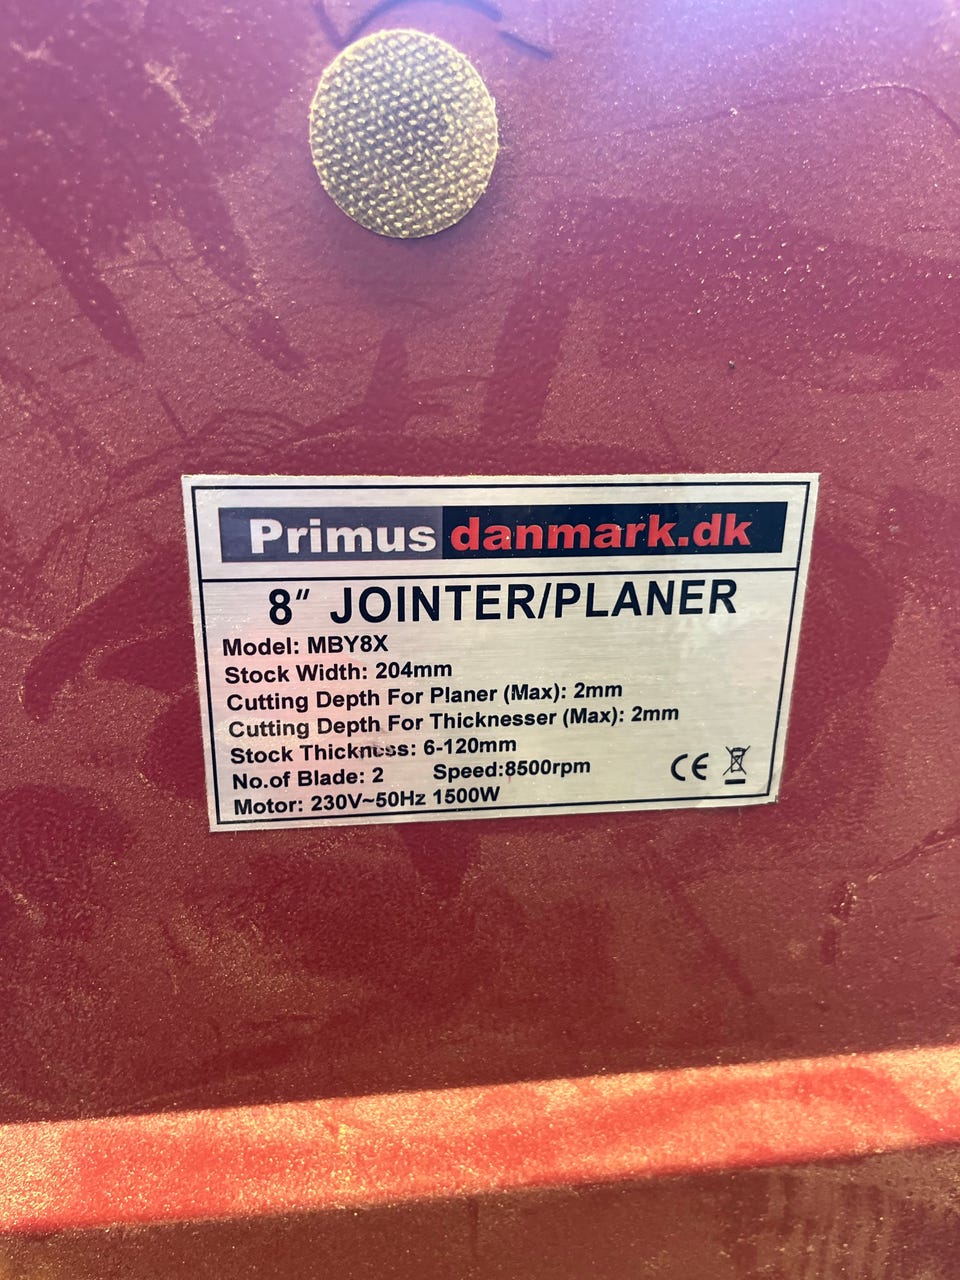 Primus danmark.dk
8" JOINTER/PLANER
Model: MBY8X
Stock Width: 204mm
Cutting Depth For Planer (Max): 2mm
Cutting Depth For Thicknesser (Max): 2mm
Stock Thickness: 6-120mm
No.of Blade: 2 Speed:8500rpm
Motor: 230V~50Hz 1500W
CE